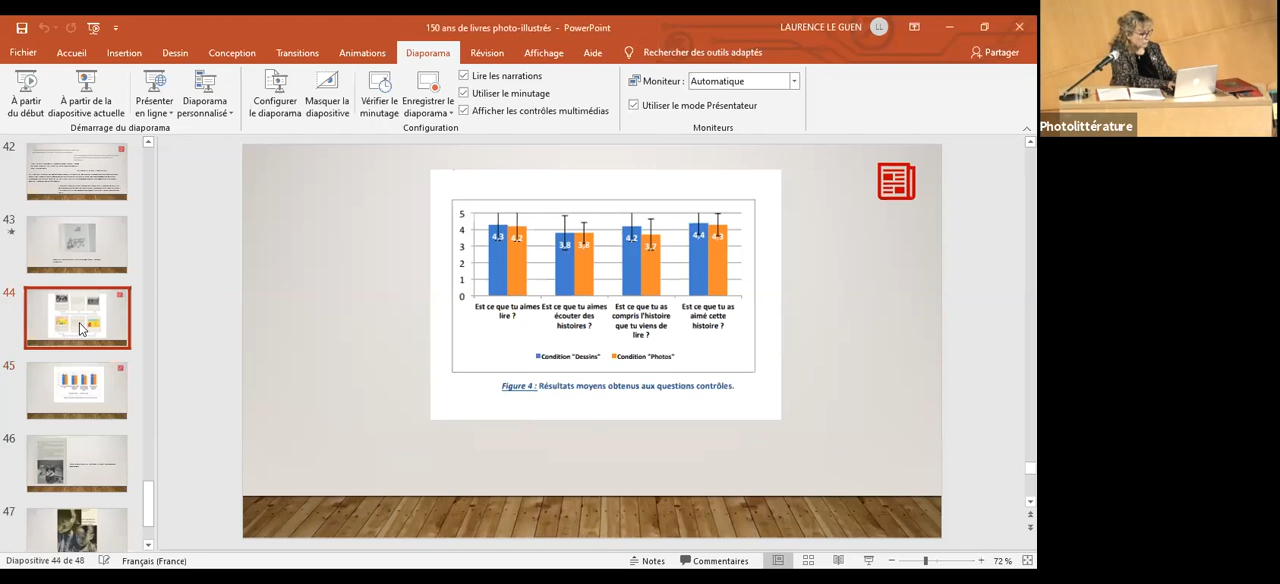 150 ans de livres photo-illustrés - PowerPoint
LAURENCE LE GUEN
LL
Fichier Accueil Insertion Dessin Conception Transitions Animations Diaporama Révision Affichage Aide Rechercher des outils adaptés Partager
À partir du début
À partir de la diapositive actuelle
Présenter en ligne
Diaporama personnalisé
Démarrage du diaporama
Configurer le diaporama
Masquer la diapositive
Vérifier le minutage
Enregistrer le diaporama
Lire les narrations
Utiliser le minutage
Afficher les contrôles multimédias
Configuration
Moniteur : Automatique
Utiliser le mode Présentateur
Moniteurs
Photolittérature
42
43
44
45
46
47
5
4
3
2
1
0
4,3 4,2 3,8 3,8 4,2 3,7 4,4 4,3
Est ce que tu aimes lire ?
Est ce que tu aimes écouter des histoires ?
Est ce que tu as compris l'histoire que tu viens de lire ?
Est ce que tu as aimé cette histoire ?
Condition "Dessins" Condition "Photos"
Figure 4 : Résultats moyens obtenus aux questions contrôles.
Diapositive 44 de 48 Français (France) Notes Commentaires 72 %